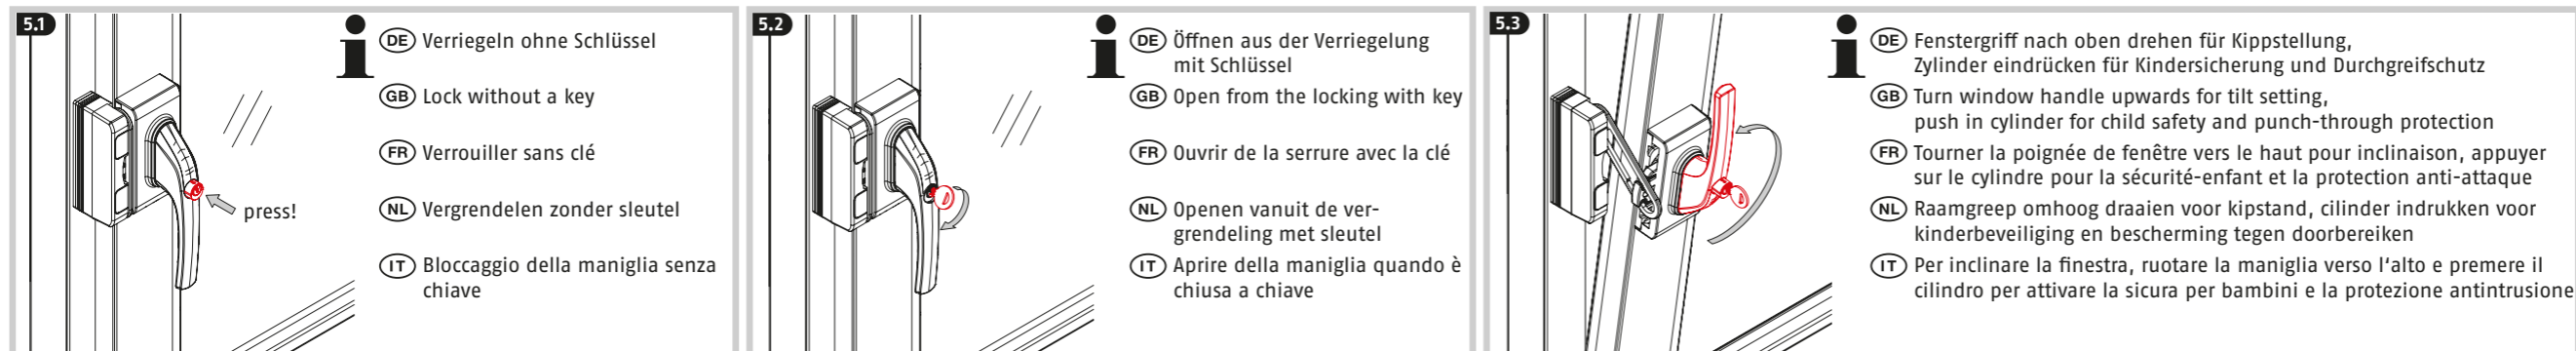 5.1
DE Verriegeln ohne Schlüssel
GB Lock without a key
FR Verrouiller sans clé
NL Vergrendelen zonder sleutel
IT Bloccaggio della maniglia senza
chiave
press!
5.2
DE Öffnen aus der Verriegelung
mit Schlüssel
GB Open from the locking with key
FR Ouvrir de la serrure avec la clé
NL Openen vanuit de ver-
grendeling met sleutel
IT Aprire della maniglia quando è
chiusa a chiave
5.3
DE Fenstergriff nach oben drehen für Kippstellung,
Zylinder eindrücken für Kindersicherung und Durchgreifschutz
GB Turn window handle upwards for tilt setting,
push in cylinder for child safety and punch-through protection
FR Tourner la poignée de fenêtre vers le haut pour inclinaison, appuyer
sur le cylindre pour la sécurité-enfant et la protection anti-attaque
NL Raamgreep omhoog draaien voor kipstand, cilinder indrukken voor
kinderbeveiliging en bescherming tegen doorbereiken
IT Per inclinare la finestra, ruotare la maniglia verso l‘alto e premere il
cilindro per attivare la sicura per bambini e la protezione antintrusione